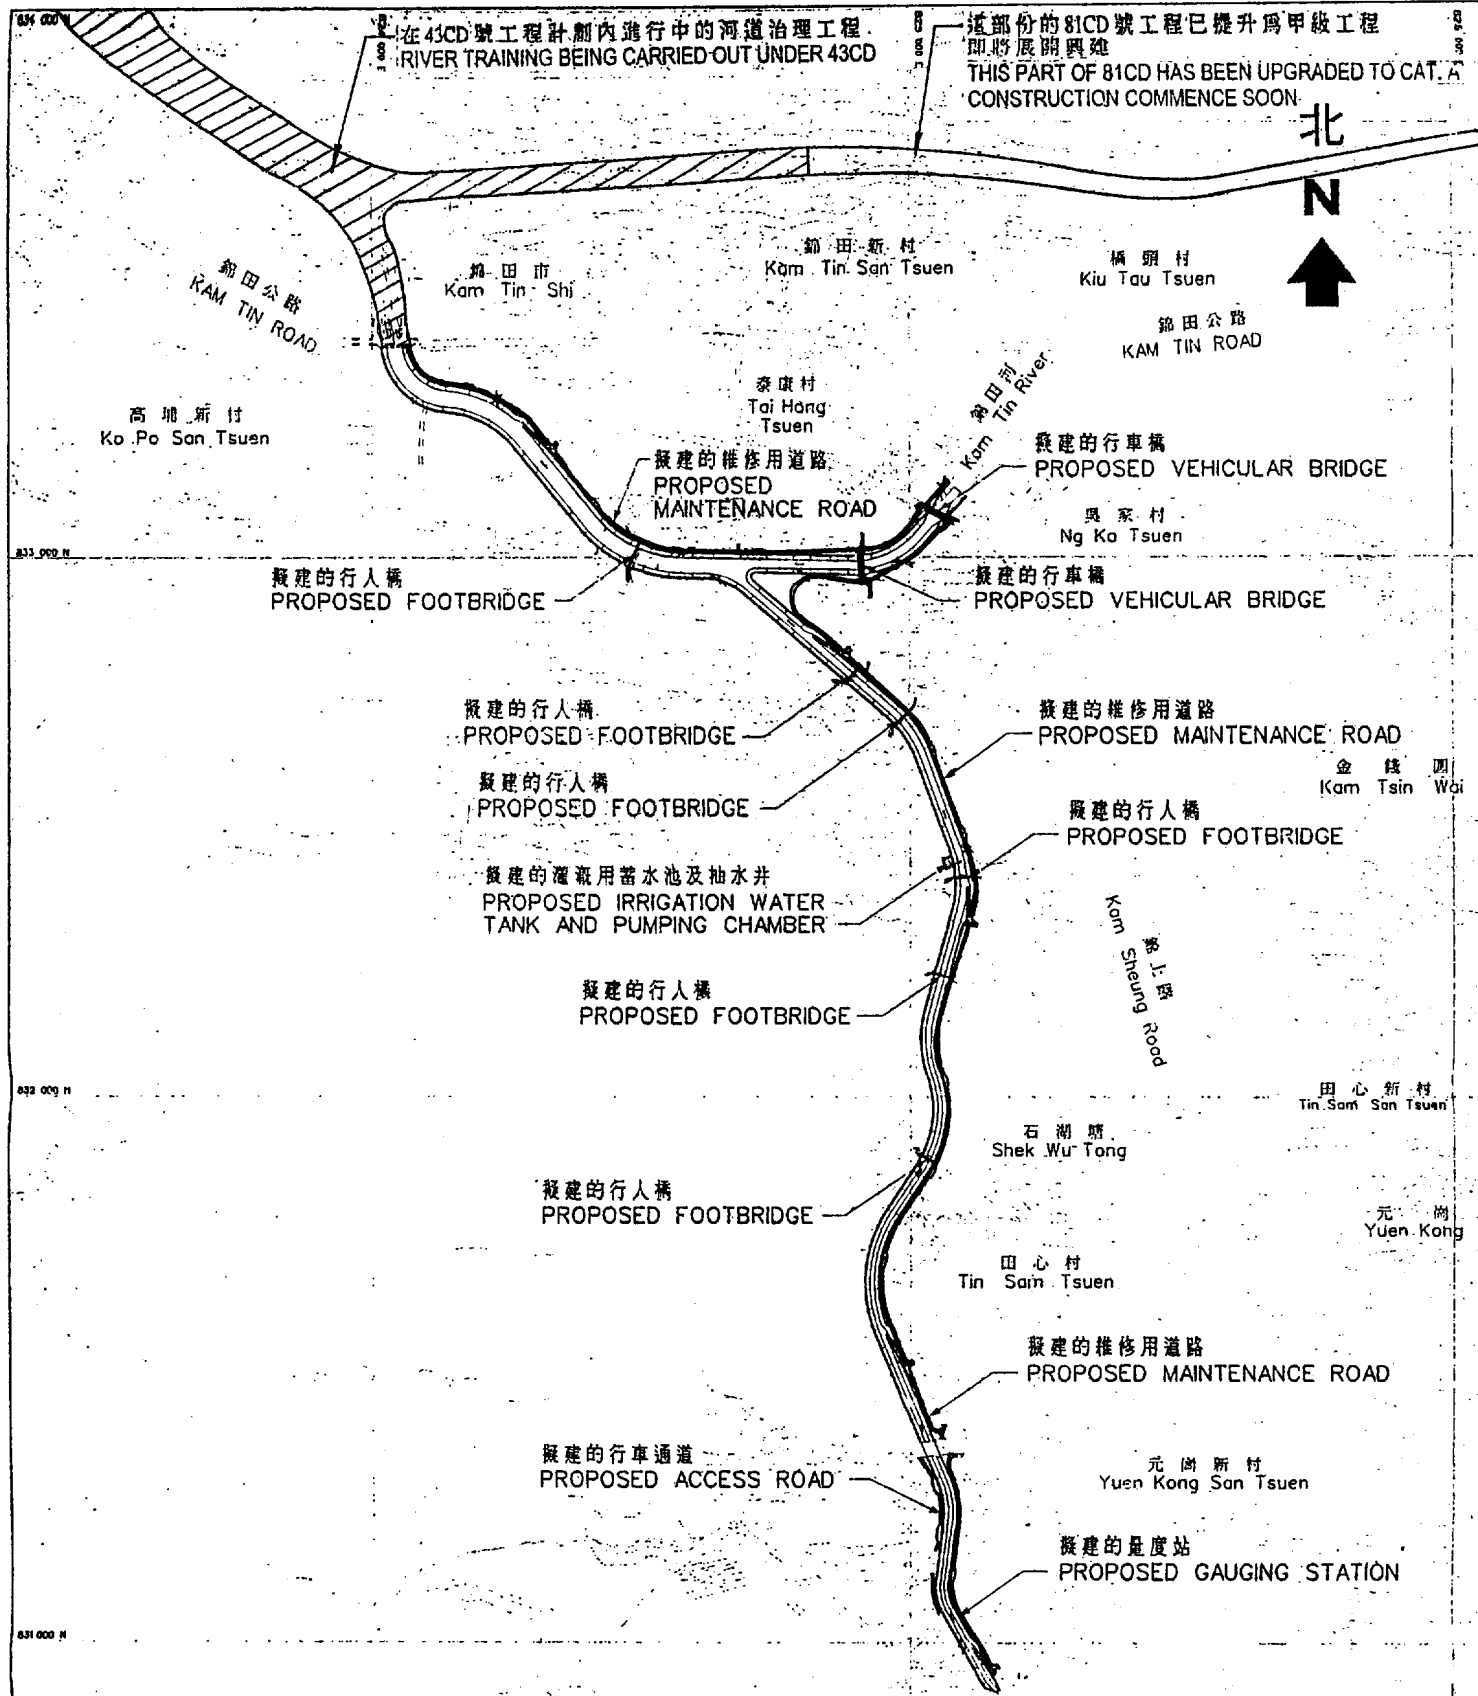 834 000 N
在 43CD 號工程計劃內進行中的河道治理工程
RIVER TRAINING BEING CARRIED OUT UNDER 43CD
這部份的 81CD 號工程已提升爲甲級工程
即將展開興建
THIS PART OF 81CD HAS BEEN UPGRADED TO CAT. A
CONSTRUCTION COMMENCE SOON
北
N
錦田公路
KAM TIN ROAD
錦田市
Kam Tin Shi
錦田新村
Kam Tin San Tsuen
橋頭村
Kiu Tau Tsuen
錦田公路
KAM TIN ROAD
高埔新村
Ko Po San Tsuen
泰康村
Tai Hong
Tsuen
錦田河
Kam Tin River
擬建的維修用道路
PROPOSED
MAINTENANCE ROAD
擬建的行車橋
PROPOSED VEHICULAR BRIDGE
吳家村
Ng Ka Tsuen
833 000 N
擬建的行人橋
PROPOSED FOOTBRIDGE
擬建的行車橋
PROPOSED VEHICULAR BRIDGE
擬建的行人橋
PROPOSED FOOTBRIDGE
擬建的維修用道路
PROPOSED MAINTENANCE ROAD
金錢圍
Kam Tsin Wai
擬建的行人橋
PROPOSED FOOTBRIDGE
擬建的行人橋
PROPOSED FOOTBRIDGE
擬建的灌溉用蓄水池及抽水井
PROPOSED IRRIGATION WATER
TANK AND PUMPING CHAMBER
錦上路
Kam Sheung Road
擬建的行人橋
PROPOSED FOOTBRIDGE
832 000 N
田心新村
Tin Sam San Tsuen
石湖塘
Shek Wu Tong
擬建的行人橋
PROPOSED FOOTBRIDGE
元崗
Yuen Kong
田心村
Tin Sam Tsuen
擬建的維修用道路
PROPOSED MAINTENANCE ROAD
擬建的行車通道
PROPOSED ACCESS ROAD
元崗新村
Yuen Kong San Tsuen
擬建的量度站
PROPOSED GAUGING STATION
831 000 N